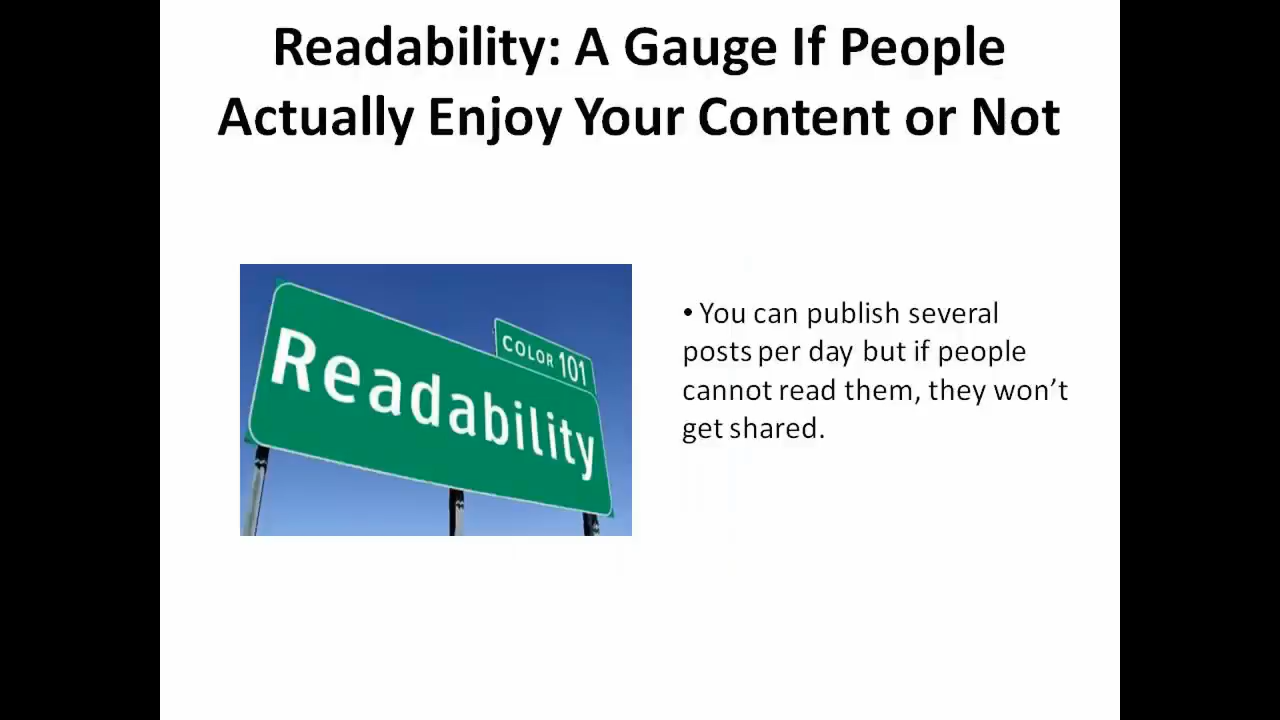 Readability: A Gauge If People
Actually Enjoy Your Content or Not
COLOR 101
Readability
• You can publish several
posts per day but if people
cannot read them, they won’t
get shared.